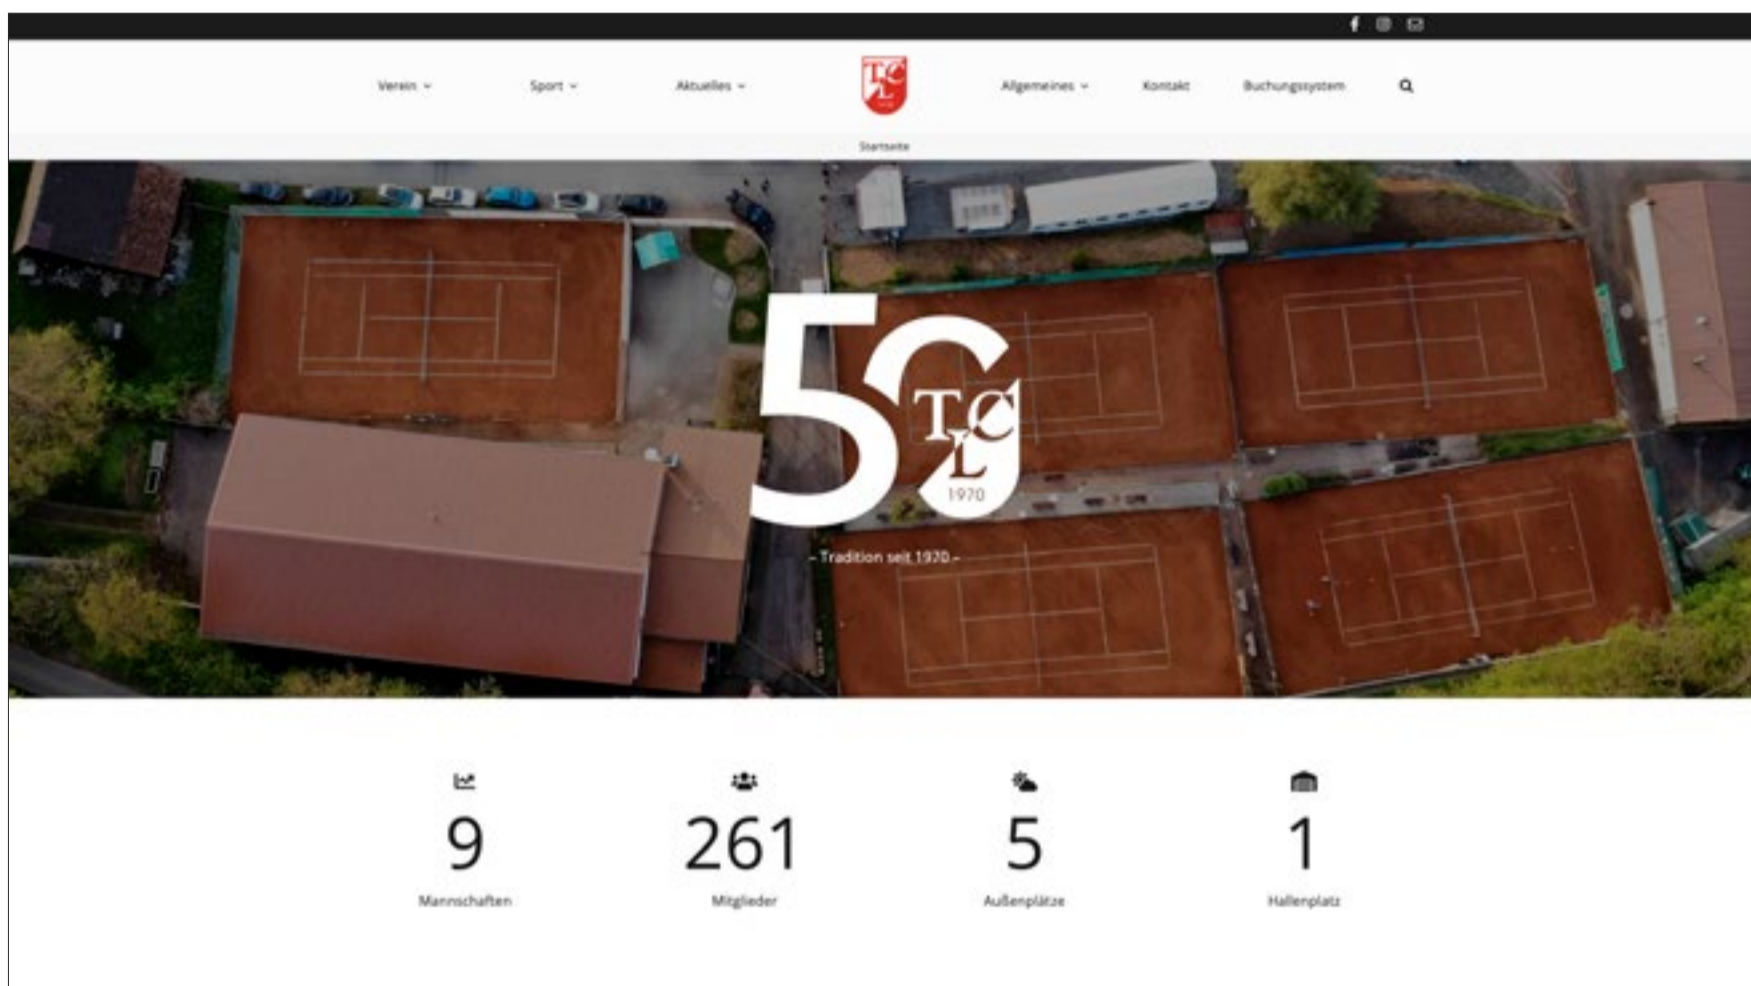 Verein
Sport
Aktuelles
TCL
Allgemeines
Kontakt
Buchungssystem
Startseite
50
TCL
1970
– Tradition seit 1970 –
9
261
5
1
Mannschaften
Mitglieder
Außenplätze
Hallenplatz